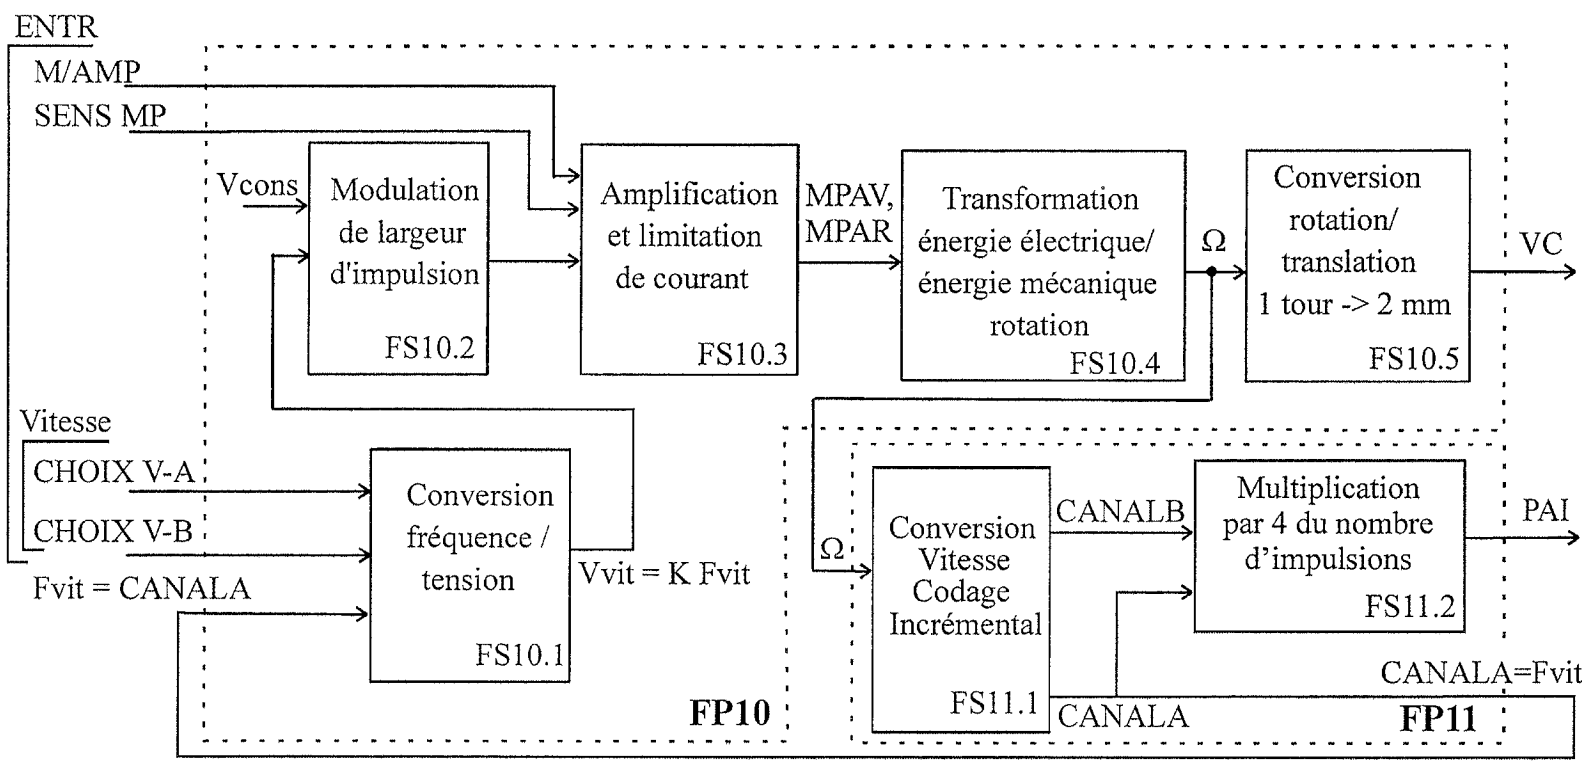 ENTR
M/AMP
SENS MP
Vcons
Modulation
de largeur
d'impulsion
FS10.2
Amplification
et limitation
de courant
FS10.3
MPAV,
MPAR
Transformation
énergie électrique/
énergie mécanique
rotation
FS10.4
Ω
Conversion
rotation/
translation
1 tour -> 2 mm
FS10.5
VC
Vitesse
CHOIX V-A
CHOIX V-B
Fvit = CANALA
Conversion
fréquence /
tension
FS10.1
Vvit = K Fvit
FP10
Ω
Conversion
Vitesse
Codage
Incrémental
FS11.1
CANALB
CANALA
Multiplication
par 4 du nombre
d'impulsions
FS11.2
PAI
CANALA=Fvit
FP11